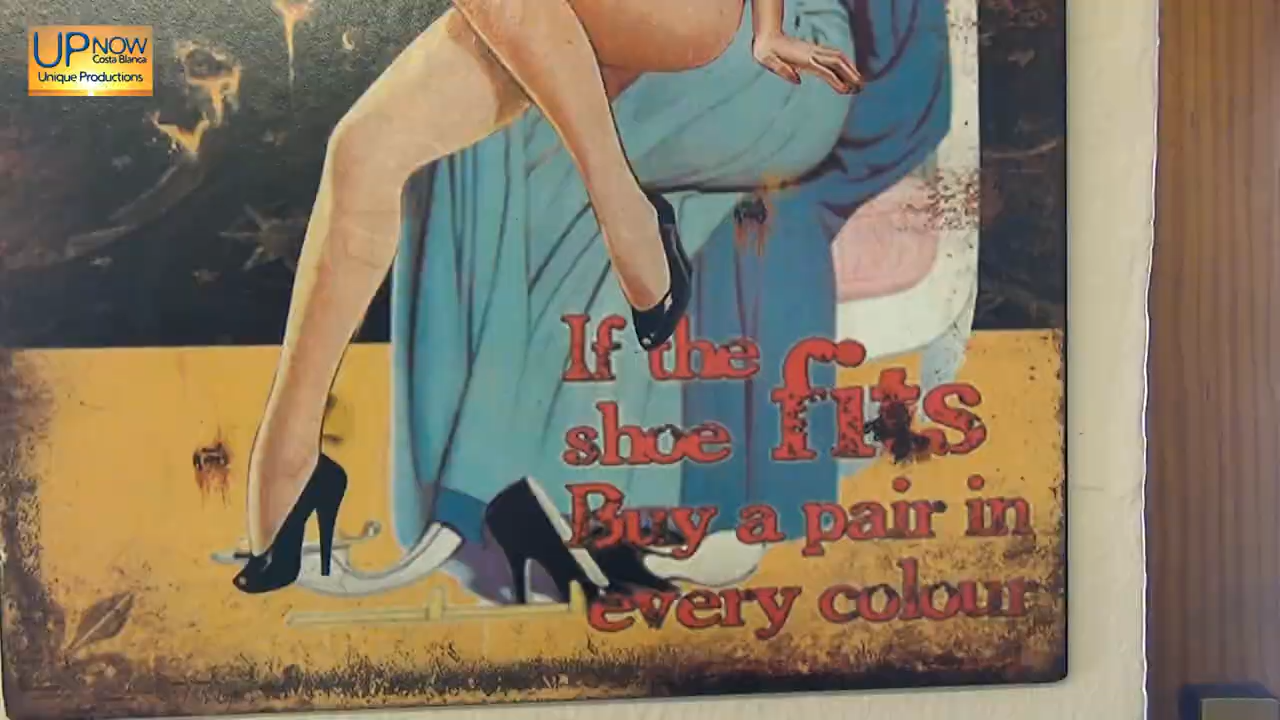 UP NOW
Costa Blanca
Unique Productions
If the
shoe fits
Buy a pair in
every colour